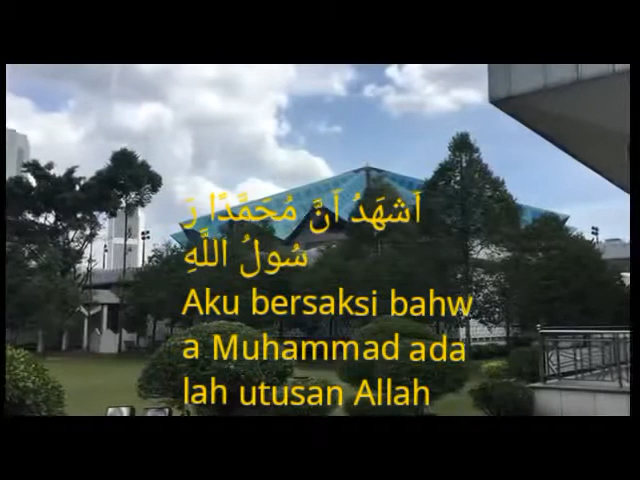 اَشْهَدُ اَنَّ مُحَمَّدًا رَ
سُولُ اللَّهِ
Aku bersaksi bahw
a Muhammad ada
lah utusan Allah